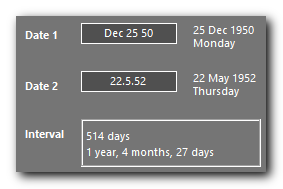 Date 1 Dec 25 50 25 Dec 1950
Monday
Date 2 22.5.52 22 May 1952
Thursday
Interval 514 days
1 year, 4 months, 27 days